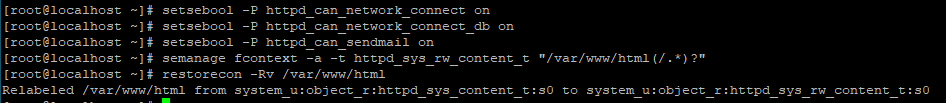 [root@localhost ~]# setsebool -P httpd_can_network_connect on
[root@localhost ~]# setsebool -P httpd_can_network_connect_db on
[root@localhost ~]# setsebool -P httpd_can_sendmail on
[root@localhost ~]# semanage fcontext -a -t httpd_sys_rw_content_t "/var/www/html(/.*)?"
[root@localhost ~]# restorecon -Rv /var/www/html
Relabeled /var/www/html from system_u:object_r:httpd_sys_content_t:s0 to system_u:object_r:httpd_sys_rw_content_t:s0